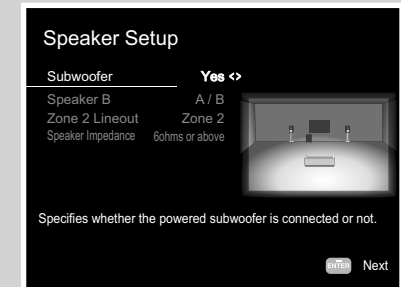 Speaker Setup
Subwoofer Yes <>
Speaker B A / B
Zone 2 Lineout Zone 2
Speaker Impedance 6ohms or above
Specifies whether the powered subwoofer is connected or not.
ENTER Next